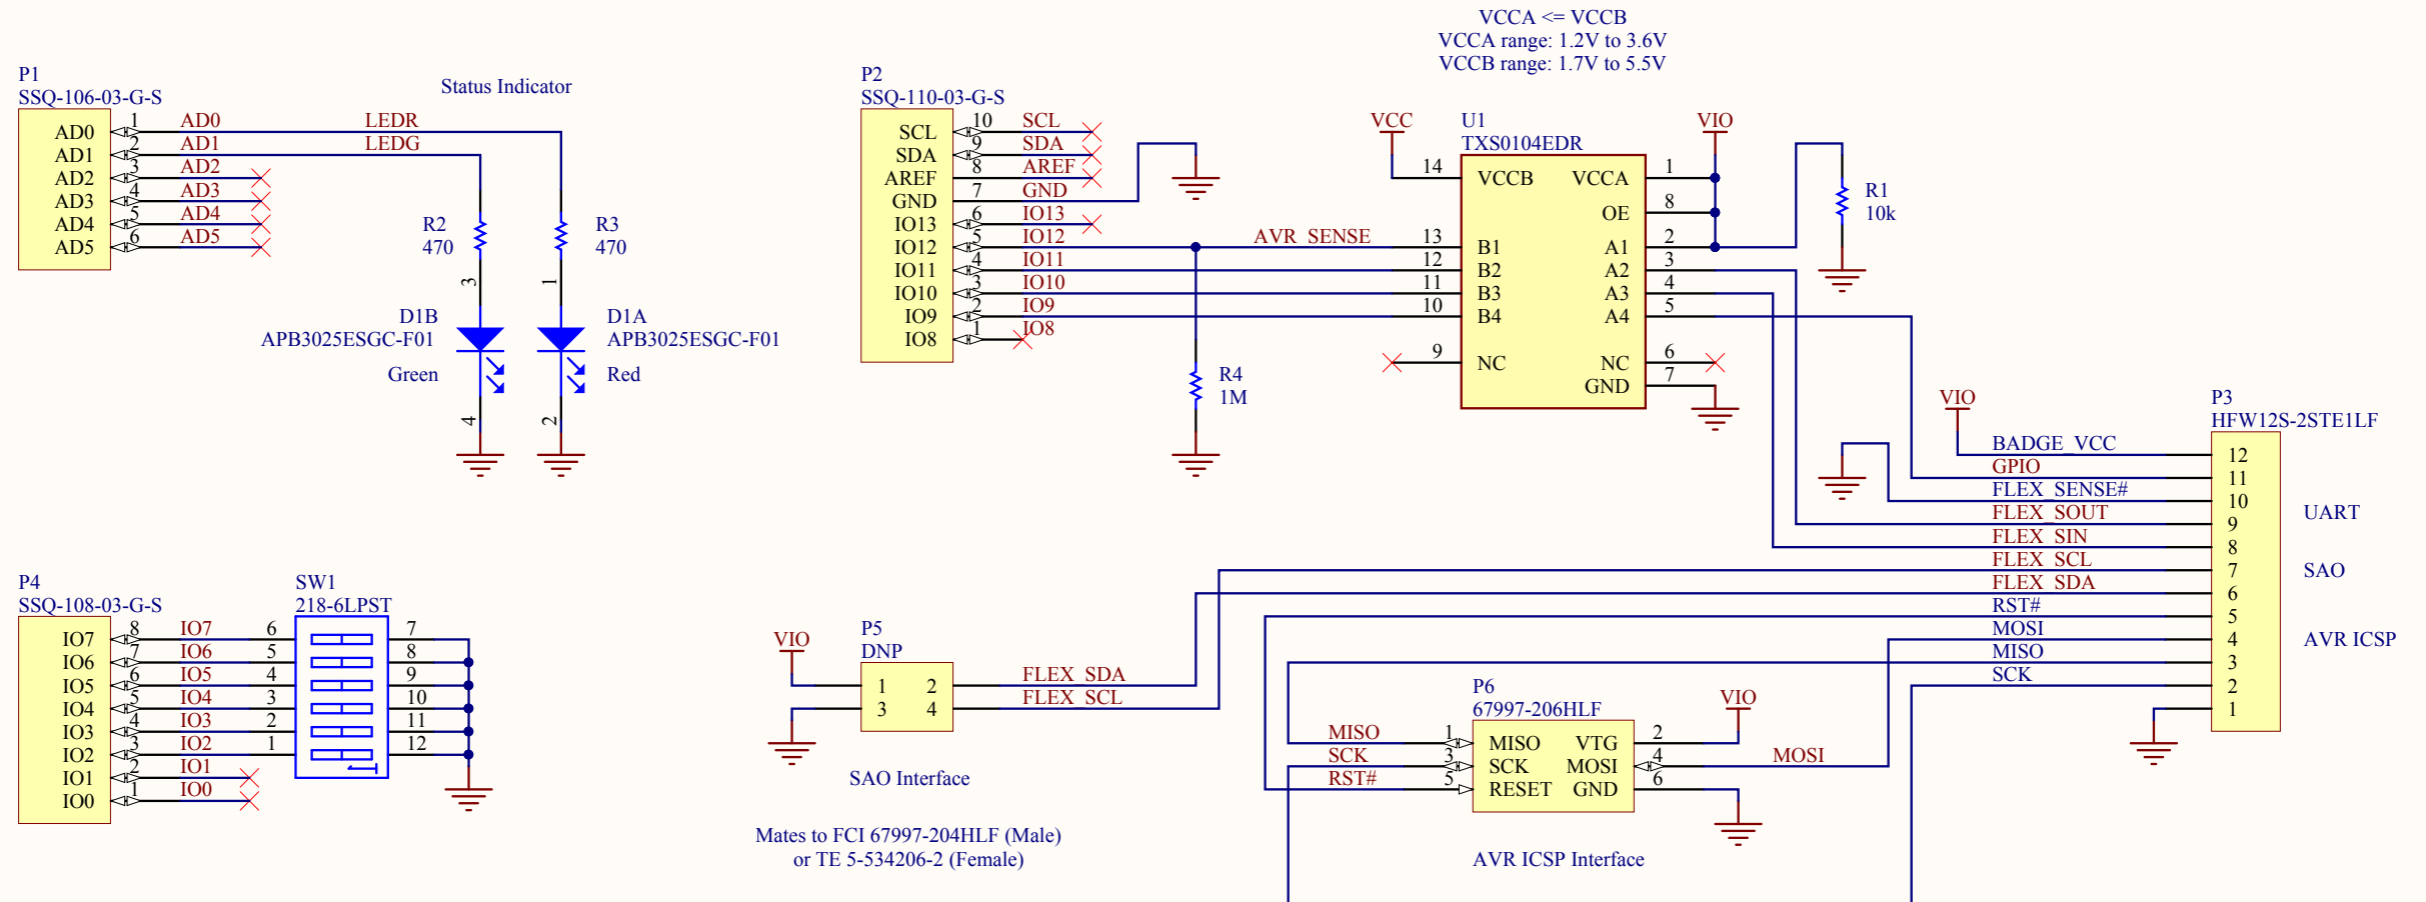 VCCA <= VCCB
VCCA range: 1.2V to 3.6V
VCCB range: 1.7V to 5.5V
P1
SSQ-106-03-G-S
Status Indicator
AD0 1 AD0 LEDR
AD1 2 AD1 LEDG
AD2 3 AD2
AD3 4 AD3
AD4 5 AD4
AD5 6 AD5
R2
470
R3
470
3
1
D1B
APB3025ESGC-F01
Green
D1A
APB3025ESGC-F01
Red
4
2
P2
SSQ-110-03-G-S
SCL 10 SCL
SDA 9 SDA
AREF 8 AREF
GND 7 GND
IO13 6 IO13
IO12 5 IO12 AVR_SENSE
IO11 4 IO11
IO10 3 IO10
IO9 2 IO9
IO8 1 IO8
R4
1M
VCC
U1
TXS0104EDR
VIO
14 VCCB VCCA 1
OE 8
13 B1 A1 2
12 B2 A2 3
11 B3 A3 4
10 B4 A4 5
9 NC NC 6
GND 7
R1
10k
P4
SSQ-108-03-G-S
SW1
218-6LPST
IO7 8 IO7 6 7
IO6 7 IO6 5 8
IO5 6 IO5 4 9
IO4 5 IO4 3 10
IO3 4 IO3 2 11
IO2 3 IO2 1 12
IO1 2 IO1
IO0 1 IO0
1
VIO
P5
DNP
1 2 FLEX_SDA
3 4 FLEX_SCL
SAO Interface
Mates to FCI 67997-204HLF (Male)
or TE 5-534206-2 (Female)
P6
67997-206HLF
VIO
MISO 1 MISO VTG 2
SCK 3 SCK MOSI 4 MOSI
RST# 5 RESET GND 6
AVR ICSP Interface
VIO
P3
HFW12S-2STE1LF
BADGE_VCC 12
GPIO 11
FLEX_SENSE# 10
UART
FLEX_SOUT 9
FLEX_SIN 8
FLEX_SCL 7
SAO
FLEX_SDA 6
RST# 5
MOSI 4
AVR ICSP
MISO 3
SCK 2
1